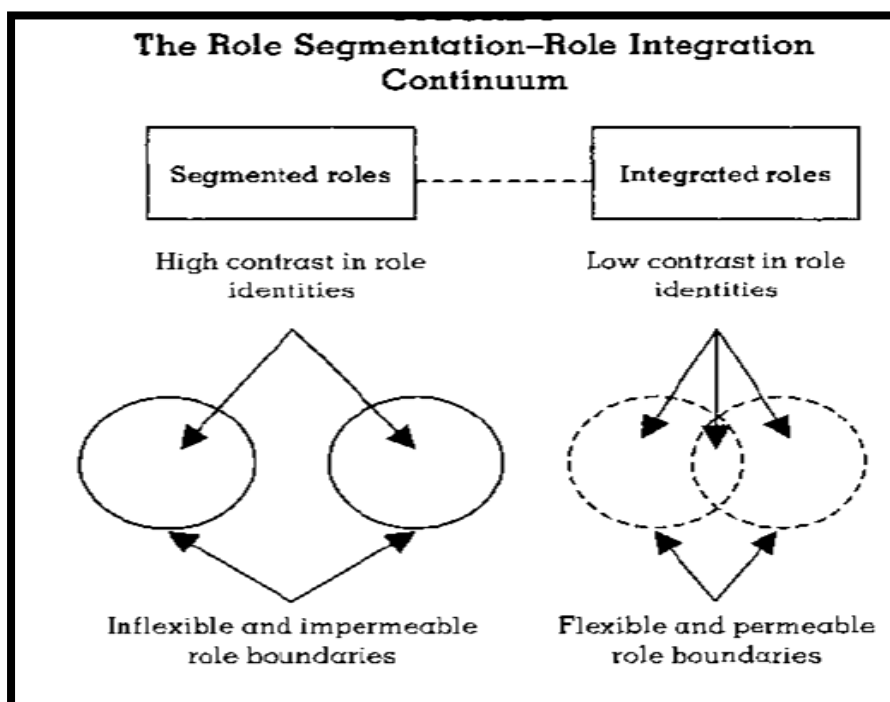 The Role Segmentation–Role Integration
Continuum
Segmented roles
Integrated roles
High contrast in role
identities
Low contrast in role
identities
Inflexible and impermeable
role boundaries
Flexible and permeable
role boundaries